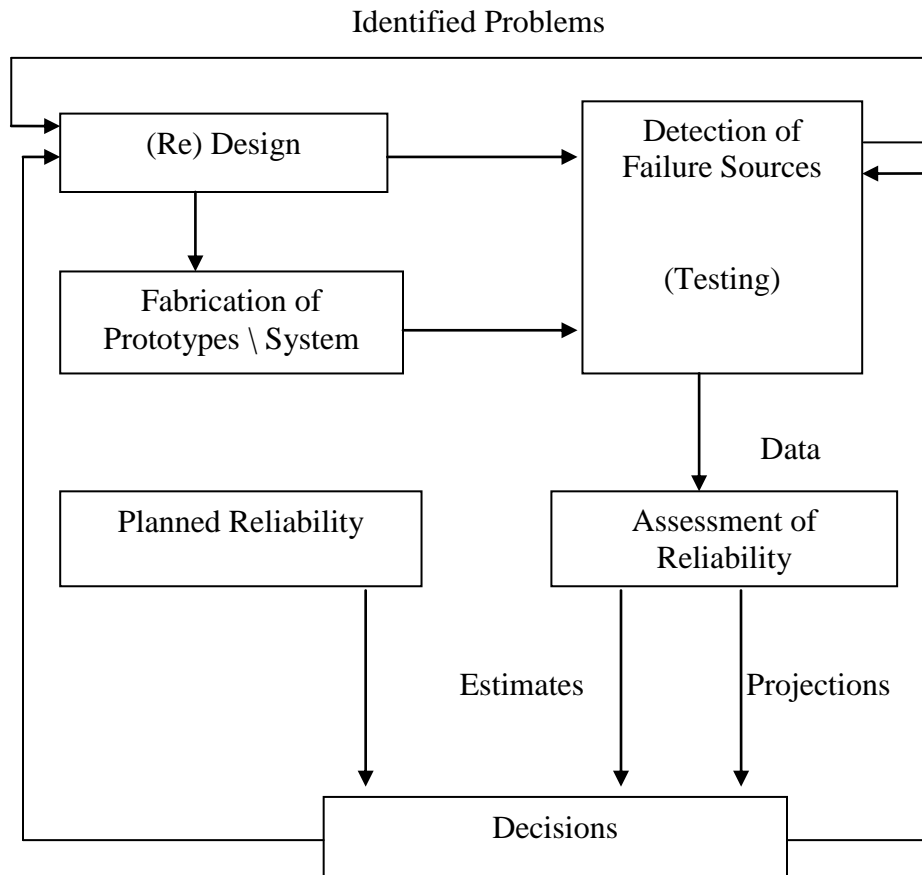 Identified Problems
(Re) Design
Detection of
Failure Sources
(Testing)
Fabrication of
Prototypes \ System
Data
Planned Reliability
Assessment of
Reliability
Estimates
Projections
Decisions